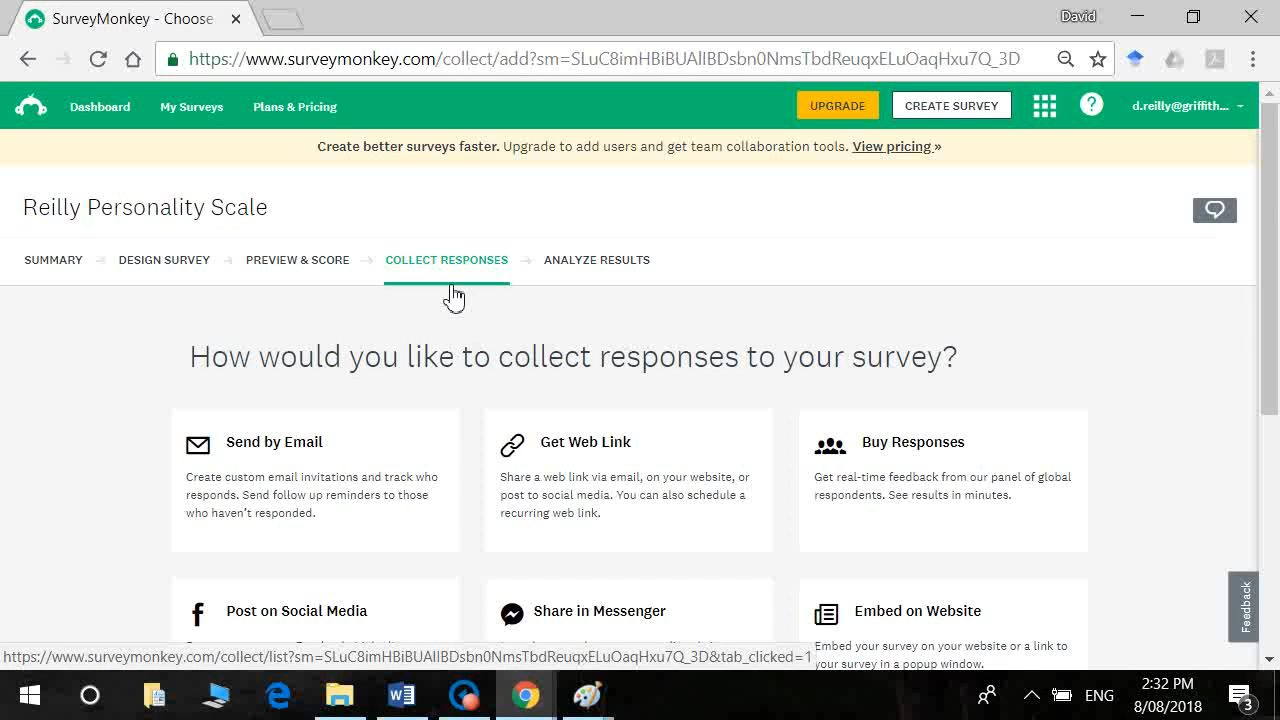 SurveyMonkey - Choose
David
https://www.surveymonkey.com/collect/add?sm=SLuC8imHBiBUAlIBDsbn0NmsTbdReuqxELuOaqHxu7Q_3D
Dashboard My Surveys Plans & Pricing UPGRADE CREATE SURVEY ? d.reilly@griffith...
Create better surveys faster. Upgrade to add users and get team collaboration tools. View pricing »
Reilly Personality Scale
SUMMARY DESIGN SURVEY PREVIEW & SCORE COLLECT RESPONSES ANALYZE RESULTS
How would you like to collect responses to your survey?
Send by Email
Create custom email invitations and track who
responds. Send follow up reminders to those
who haven't responded.
Get Web Link
Share a web link via email, on your website, or
post to social media. You can also schedule a
recurring web link.
Buy Responses
Get real-time feedback from our panel of global
respondents. See results in minutes.
Post on Social Media
Share in Messenger
Embed on Website
Embed your survey on your website or a link to
your survey in a popup window.
Feedback
https://www.surveymonkey.com/collect/list?sm=SLuC8imHBiBUAlIBDsbn0NmsTbdReuqxELuOaqHxu7Q_3D&tab_clicked=1
ENG
2:32 PM
8/08/2018
3